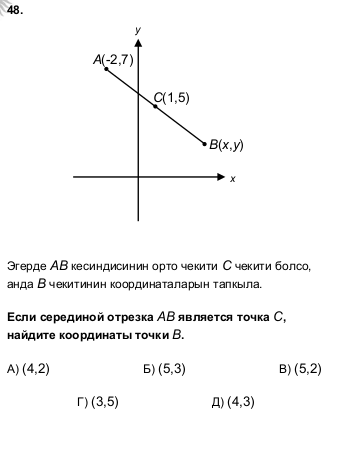 48.
y
A(-2,7)
C(1,5)
B(x,y)
x
Эгерде AB кесиндисинин орто чекити C чекити болсо,
анда B чекитинин координаталарын тапкыла.
Если серединой отрезка AB является точка C,
найдите координаты точки B.
А) (4,2) Б) (5,3) В) (5,2)
Г) (3,5) Д) (4,3)